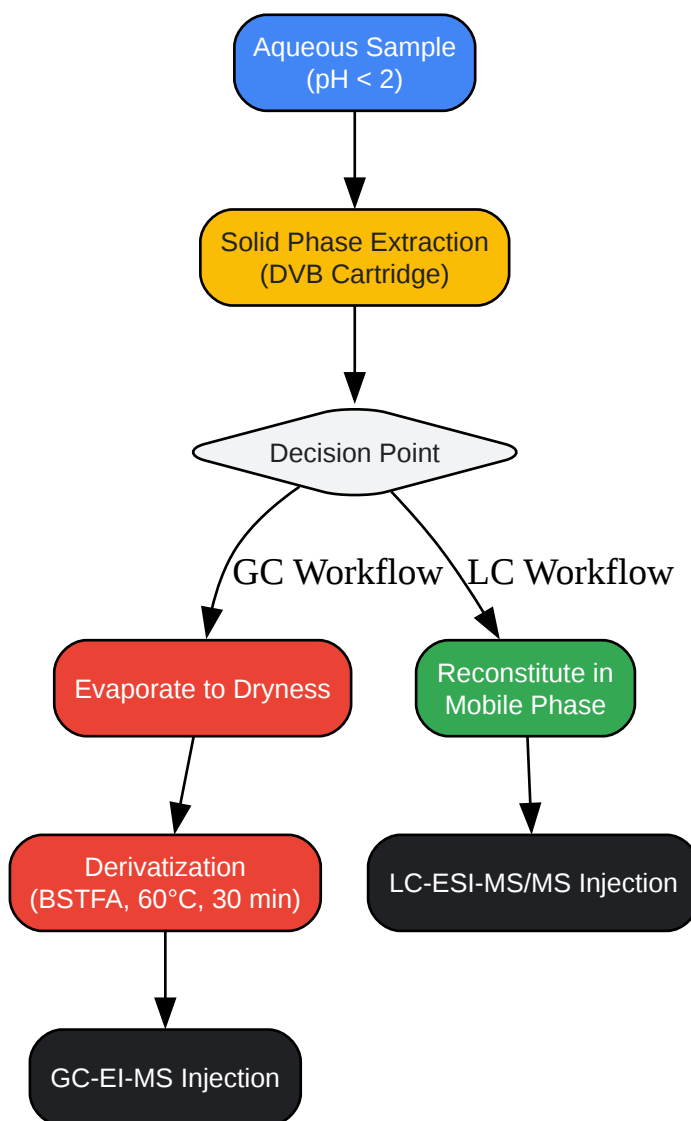 Aqueous Sample
(pH < 2)
Solid Phase Extraction
(DVB Cartridge)
Decision Point
GC Workflow
LC Workflow
Evaporate to Dryness
Reconstitute in
Mobile Phase
Derivatization
(BSTFA, 60°C, 30 min)
LC-ESI-MS/MS Injection
GC-EI-MS Injection